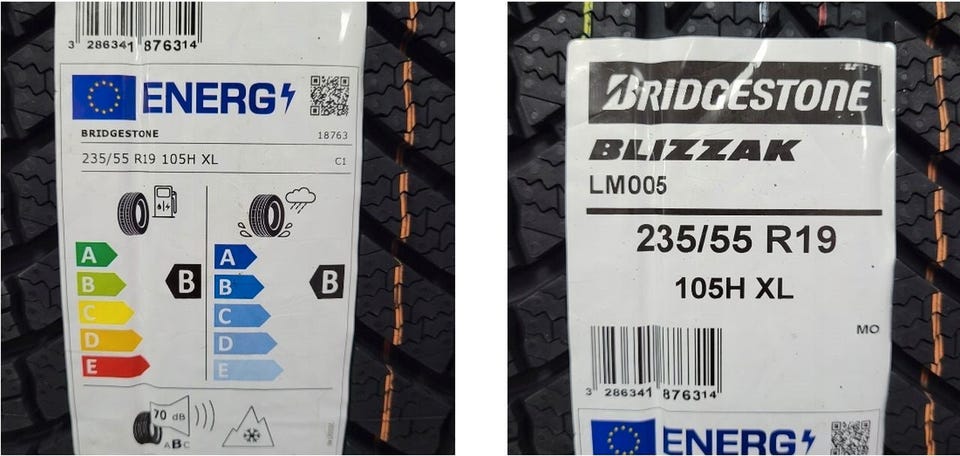 3 286341 876314
ENERG
BRIDGESTONE 18763
235/55 R19 105H XL C1
A A
B B B B
C C
D D
E E
70 dB
ABC
BRIDGESTONE
BLIZZAK
LM005
235/55 R19
105H XL
MO
3 286341 876314
ENERG